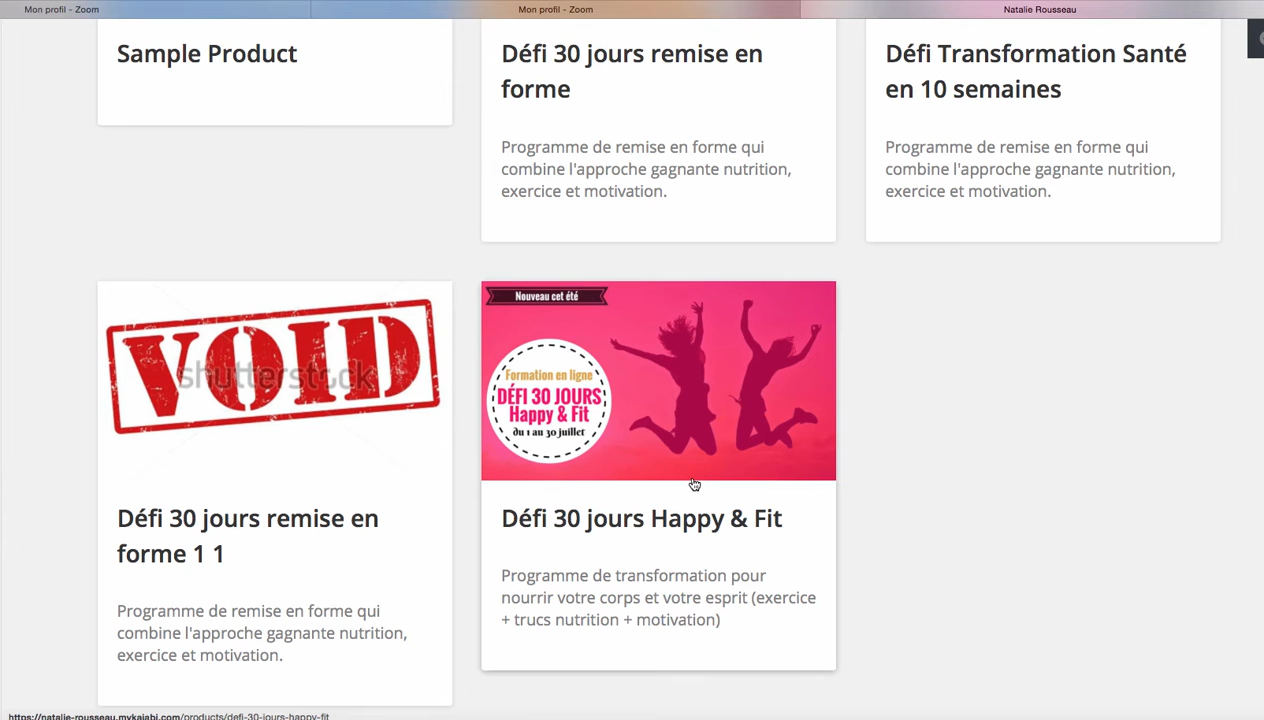 Mon profil - Zoom
Mon profil - Zoom
Natalie Rousseau
Sample Product
Défi 30 jours remise en
forme
Programme de remise en forme qui
combine l'approche gagnante nutrition,
exercice et motivation.
Défi Transformation Santé
en 10 semaines
Programme de remise en forme qui
combine l'approche gagnante nutrition,
exercice et motivation.
VOID
shutterstock
Défi 30 jours remise en
forme 1 1
Programme de remise en forme qui
combine l'approche gagnante nutrition,
exercice et motivation.
Nouveau cet été
Formation en ligne
DÉFI 30 JOURS
Happy & Fit
du 1 au 30 juillet
Défi 30 jours Happy & Fit
Programme de transformation pour
nourrir votre corps et votre esprit (exercice
+ trucs nutrition + motivation)
https://natalie-rousseau.mykajabi.com/products/defi-30-jours-happy-fit